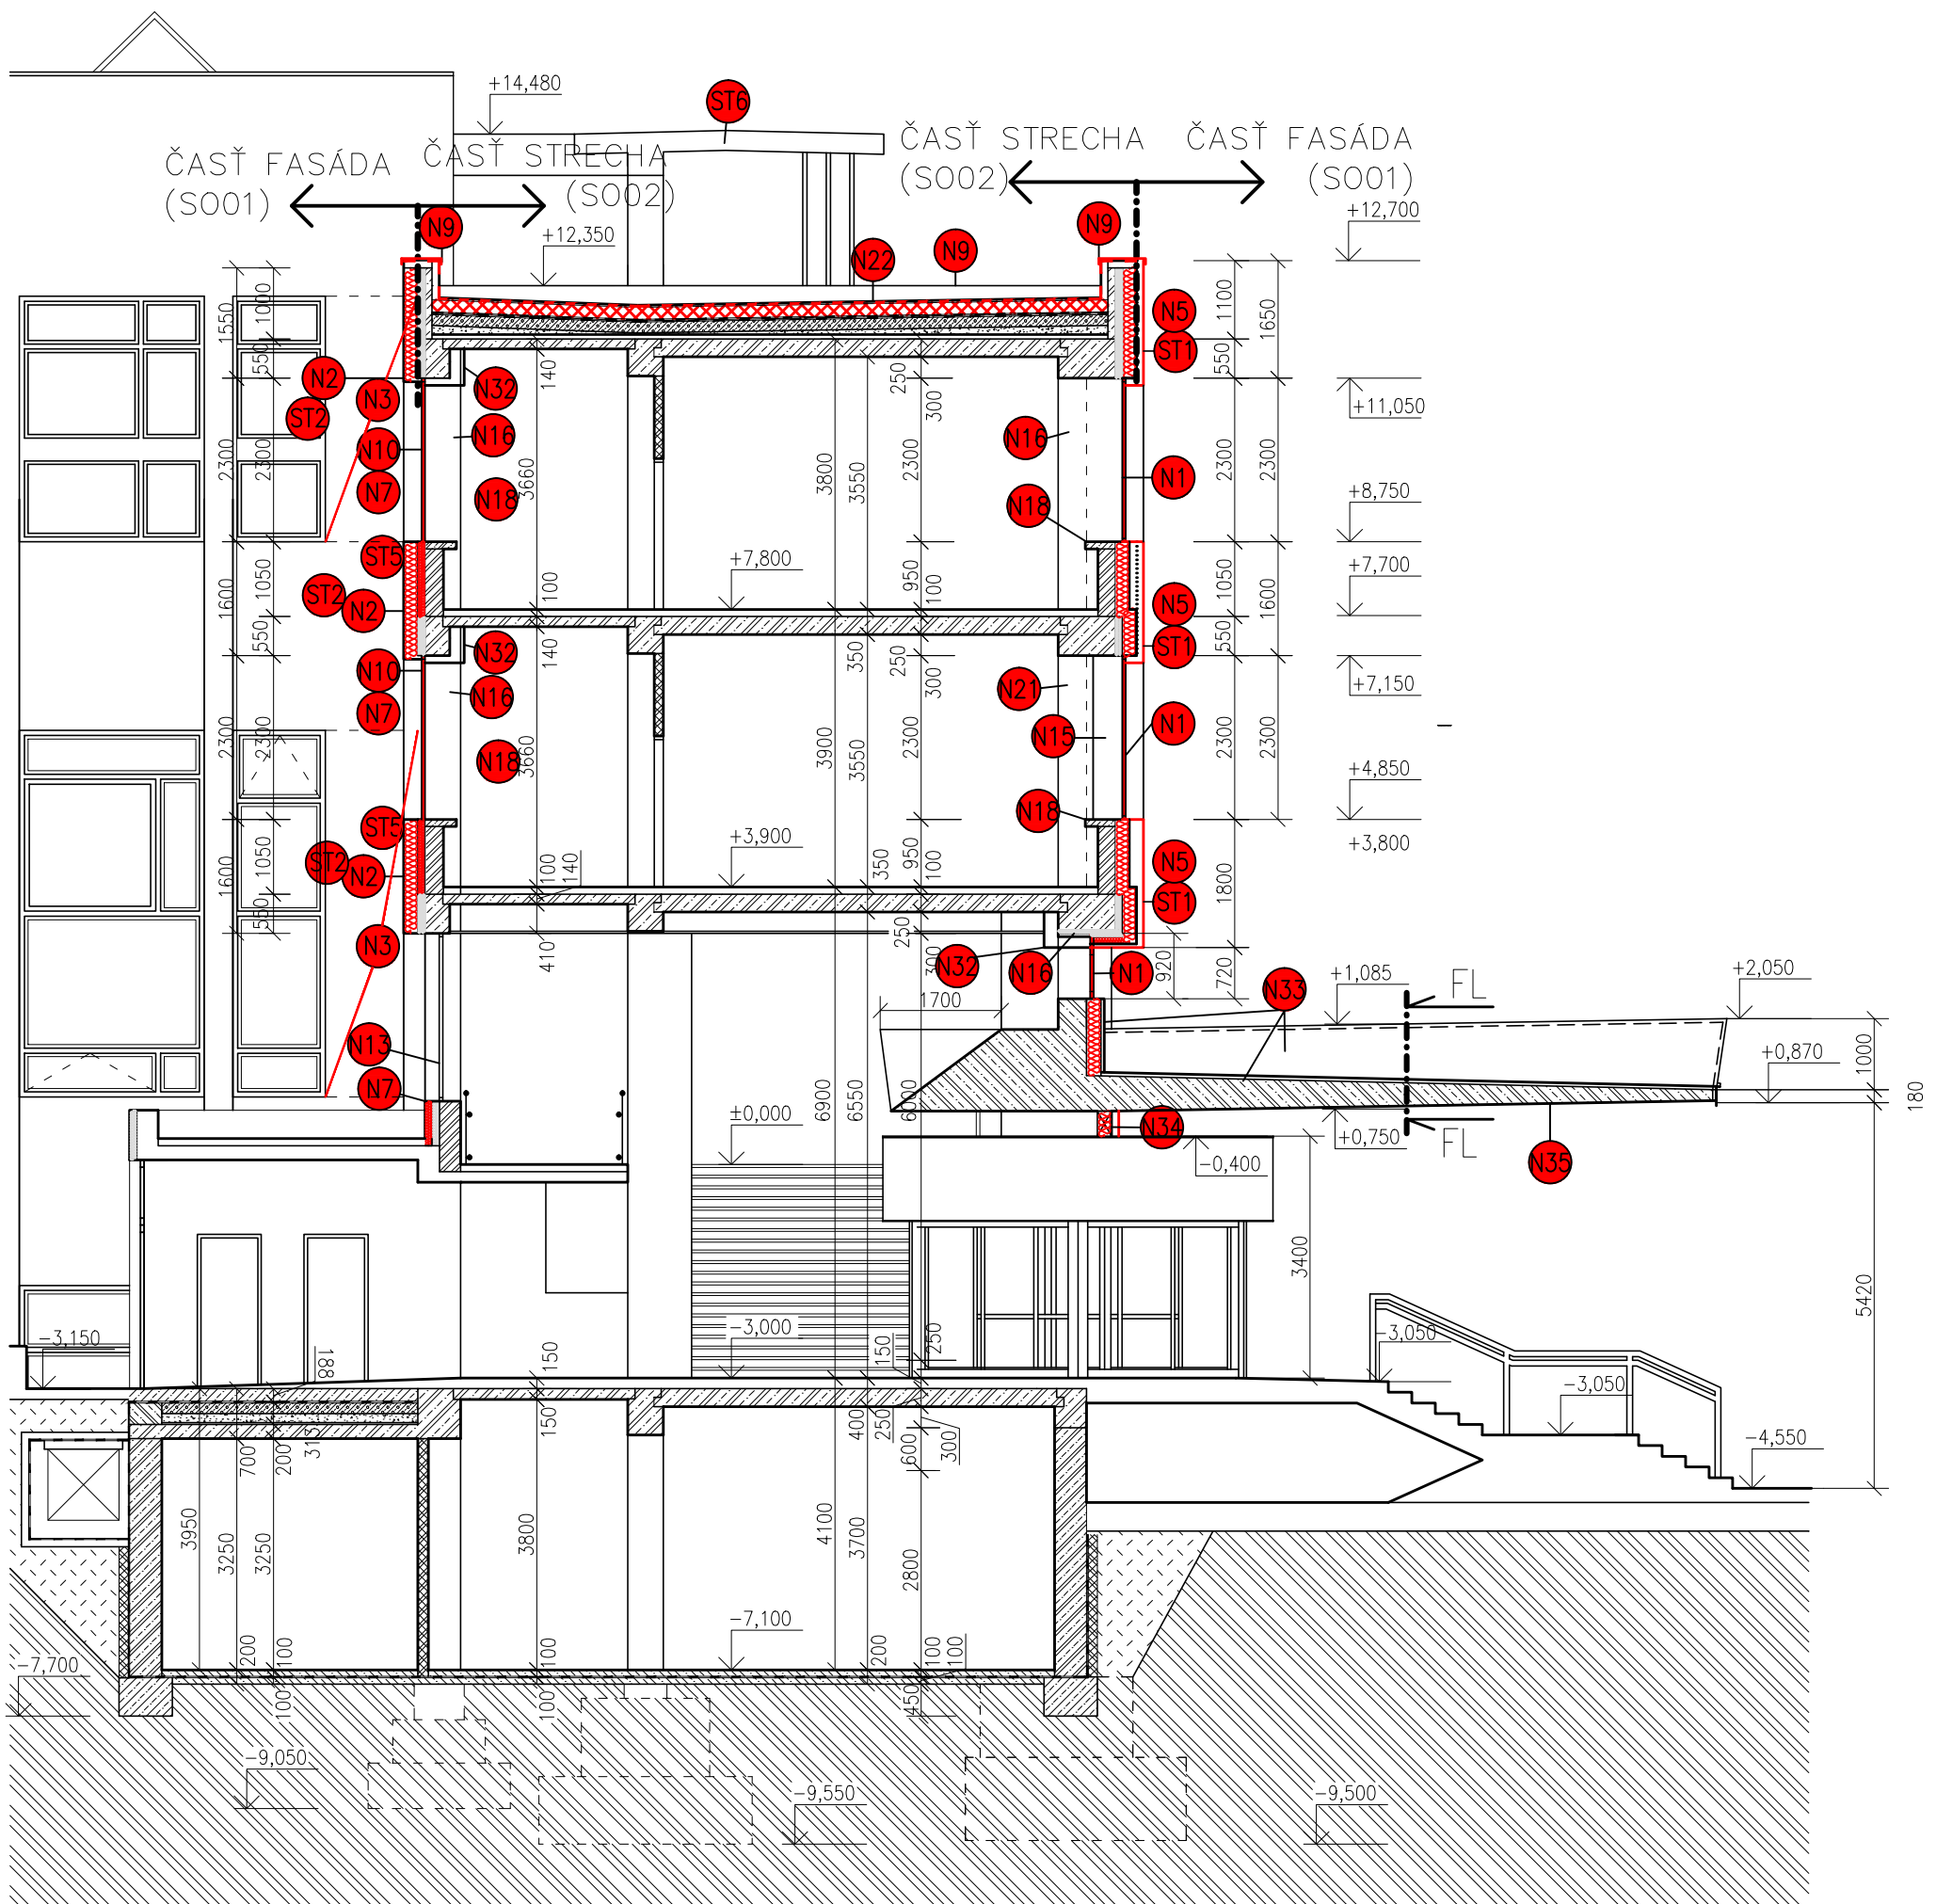 +14,480
ST6
ČASŤ FASÁDA
(SO01)
ČASŤ STRECHA
(SO02)
ČASŤ STRECHA
(SO02)
ČASŤ FASÁDA
(SO01)
+12,700
N9
+12,350
N22
N9
N9
1550
1000
550
N5
ST1
1100
1650
550
N2
N3
ST2
N32
140
250
300
+11,050
N10
N16
N7
N18
2300
2300
3660
3800
3550
2300
N16
N18
N1
2300
2300
+8,750
ST5
ST2
N2
1600
1050
550
100
+7,800
950
100
N5
ST1
1050
1600
550
+7,700
N32
140
350
250
300
+7,150
N10
N16
N7
N18
2300
2300
3660
3900
3550
2300
N21
N15
N1
N18
2300
2300
+4,850
+3,800
ST5
ST2
N2
1600
1050
550
100
140
+3,900
350
950
100
N5
ST1
1800
N3
410
250
300
N32
N16
N1
920
720
1700
N33
+1,085
FL
+2,050
+0,870
1000
180
N13
N7
±0,000
6900
6550
6000
N34
+0,750
FL
N35
-0,400
3400
5420
-3,150
188
150
-3,000
150
250
-3,050
-3,050
-4,550
313
700
200
150
400
250
600
300
3950
3250
3250
3800
4100
3700
2800
-7,100
-7,700
200
100
100
100
100
200
100
100
450
-9,050
-9,550
-9,500